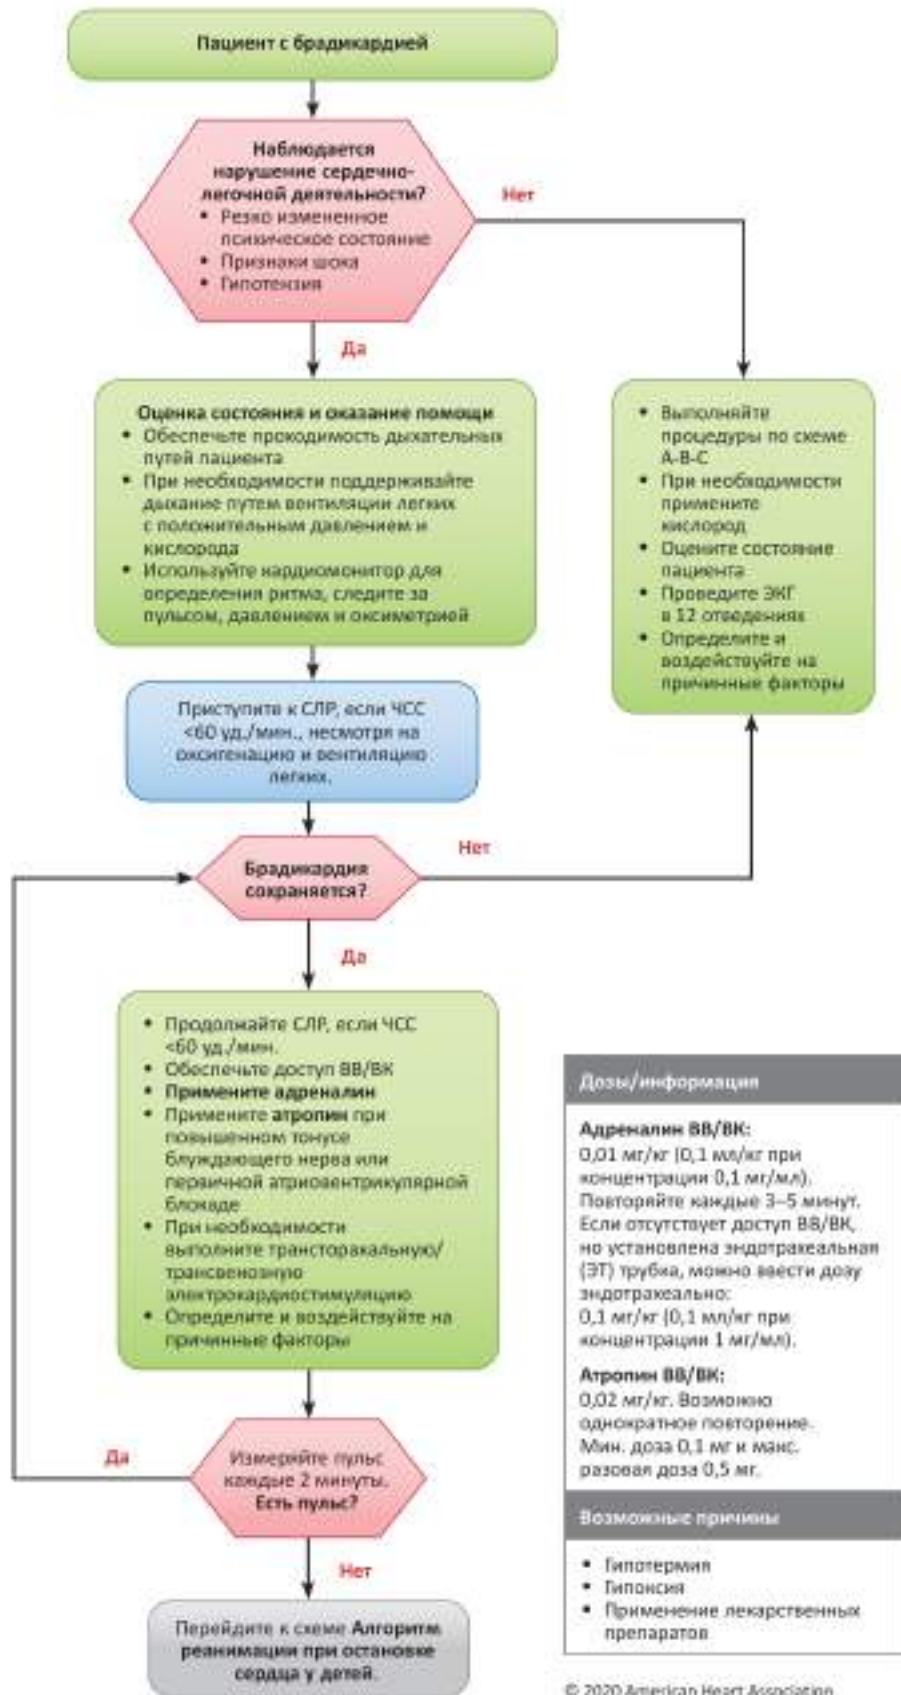 Пациент с брадикардией
Наблюдается
нарушение сердечно-
легочной деятельности?
• Резко измененное
психическое состояние
• Признаки шока
• Гипотензия
Нет
Да
Оценка состояния и оказание помощи
• Обеспечьте проходимость дыхательных
путей пациента
• При необходимости поддерживайте
дыхание путем вентиляции легких
с положительным давлением и
кислорода
• Используйте кардиомонитор для
определения ритма, следите за
пульсом, давлением и оксиметрией
• Выполняйте
процедуры по схеме
А-В-С
• При необходимости
примените
кислород
• Оцените состояние
пациента
• Проведите ЭКГ
в 12 отведениях
• Определите и
воздействуйте на
причинные факторы
Приступите к СЛР, если ЧСС
<60 уд./мин., несмотря на
оксигенацию и вентиляцию
легких.
Брадикардия
сохраняется?
Нет
Да
• Продолжайте СЛР, если ЧСС
<60 уд./мин.
• Обеспечьте доступ ВВ/ВК
• Примените адреналин
• Примените атропин при
повышенном тонусе
блуждающего нерва или
первичной атриовентрикулярной
блокаде
• При необходимости
выполните трансторакальную/
трансвенозную
электрокардиостимуляцию
• Определите и воздействуйте на
причинные факторы
Измеряйте пульс
каждые 2 минуты.
Есть пульс?
Да
Нет
Перейдите к схеме Алгоритм
реанимации при остановке
сердца у детей.
Дозы/информация
Адреналин ВВ/ВК:
0,01 мг/кг (0,1 мл/кг при
концентрации 0,1 мг/мл).
Повторяйте каждые 3–5 минут.
Если отсутствует доступ ВВ/ВК,
но установлена эндотрахеальная
(ЭТ) трубка, можно ввести дозу
эндотрахеально:
0,1 мг/кг (0,1 мл/кг при
концентрации 1 мг/мл).
Атропин ВВ/ВК:
0,02 мг/кг. Возможно
однократное повторение.
Мин. доза 0,1 мг и макс.
разовая доза 0,5 мг.
Возможные причины
• Гипотермия
• Гипоксия
• Применение лекарственных
препаратов
© 2020 American Heart Association